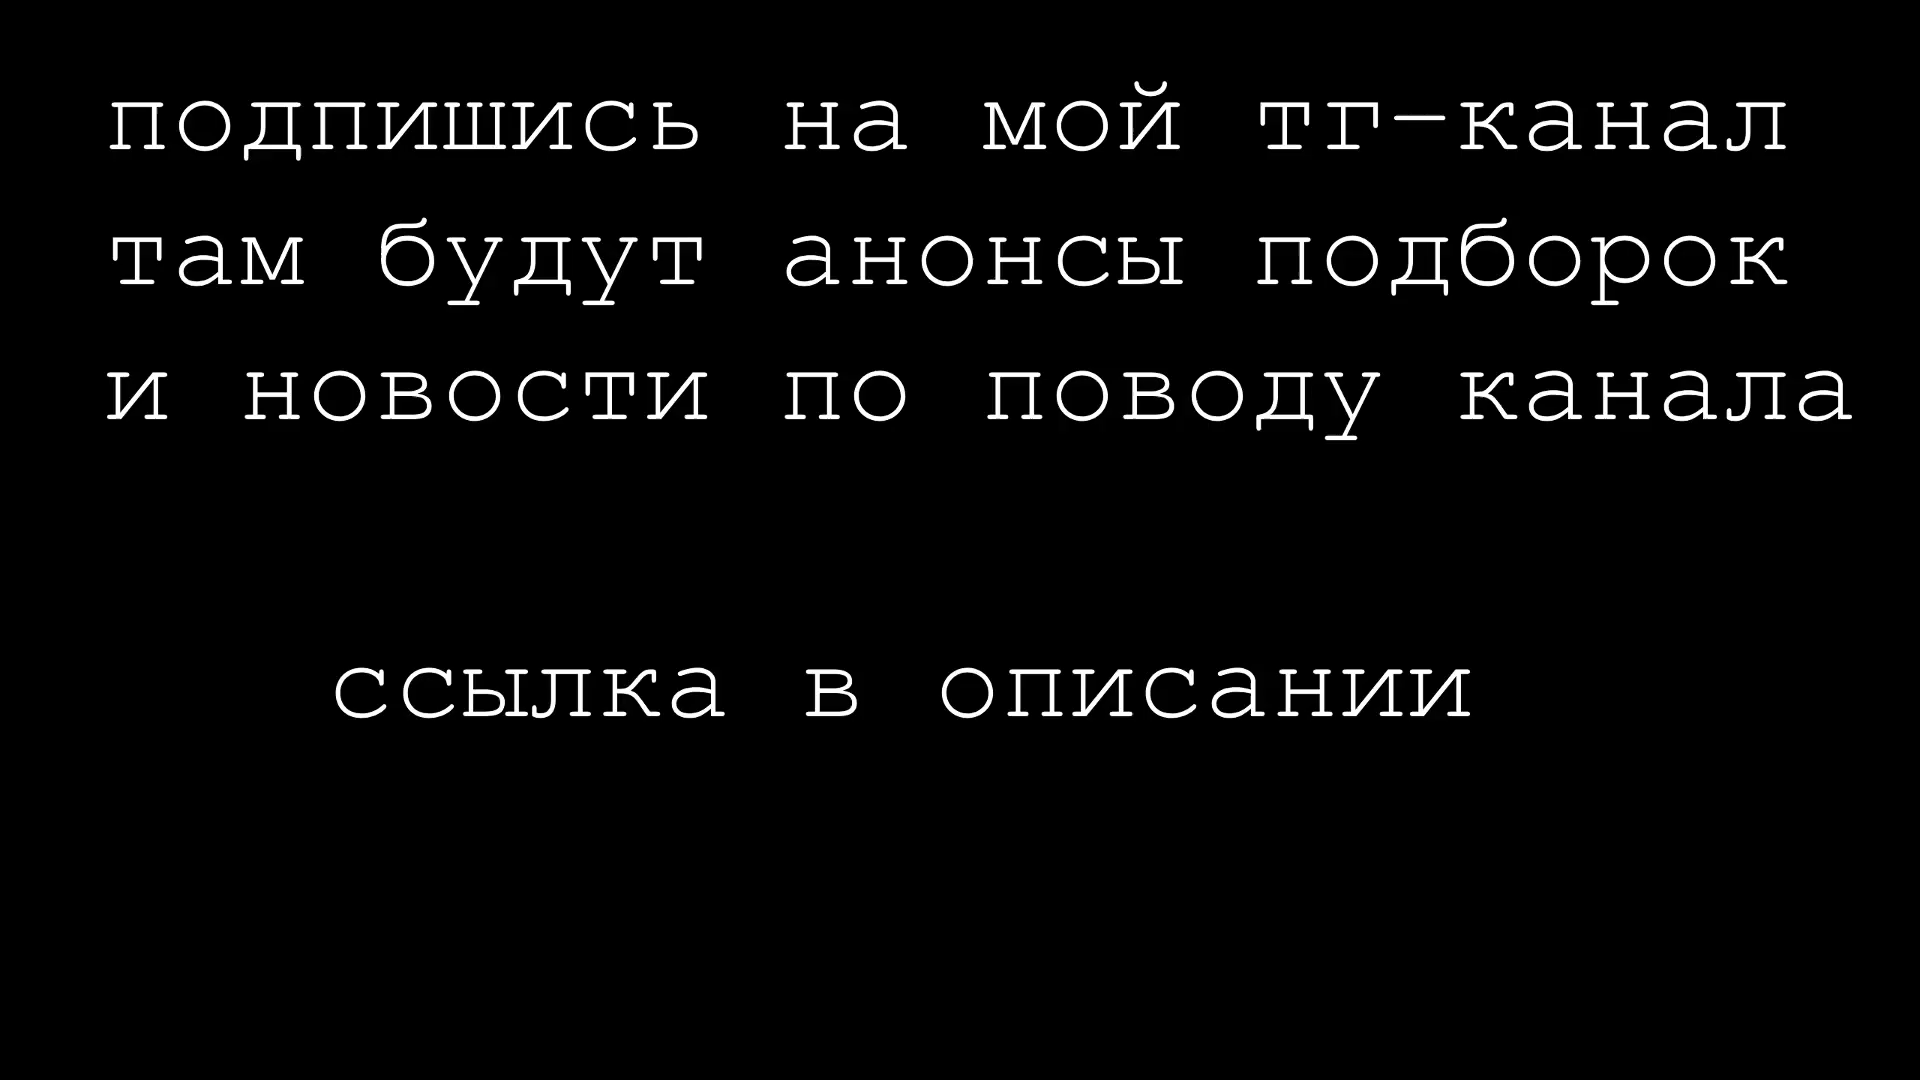 подпишись на мой тг-канал
там будут анонсы подборок
и новости по поводу канала
ссылка в описании